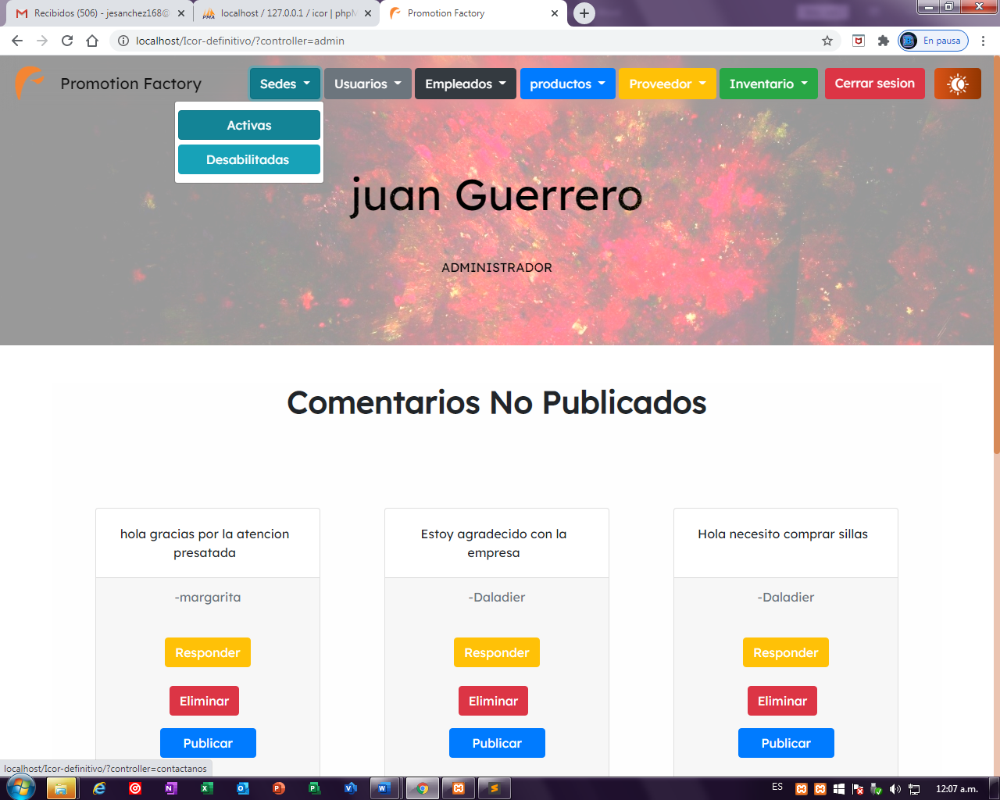 Recibidos (506) - jesanchez168@
localhost / 127.0.0.1 / icor | phpM
Promotion Factory
localhost/Icor-definitivo/?controller=admin
En pausa
Promotion Factory
Sedes
Usuarios
Empleados
productos
Proveedor
Inventario
Cerrar sesion
Activas
Desabilitadas
juan Guerrero
ADMINISTRADOR
Comentarios No Publicados
hola gracias por la atencion
presatada
-margarita
Responder
Eliminar
Publicar
Estoy agradecido con la
empresa
-Daladier
Responder
Eliminar
Publicar
Hola necesito comprar sillas
-Daladier
Responder
Eliminar
Publicar
localhost/Icor-definitivo/?controller=contactanos
ES
12:07 a.m.